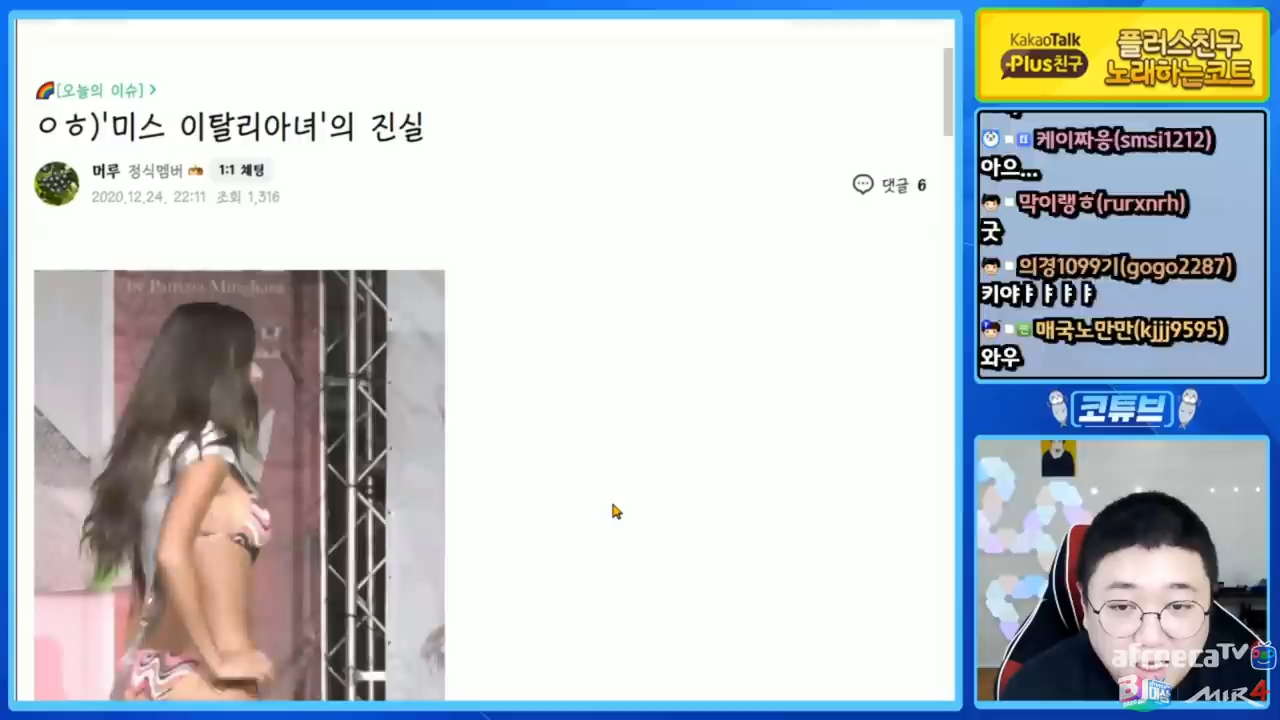 [오늘의 이슈] >
ㅇㅎ)'미스 이탈리아녀'의 진실
머루 정식멤버 1:1 채팅
2020.12.24. 22:11 조회 1,316
댓글 6
KakaoTalk
Plus친구
플러스친구
노래하는코트
케이짜응(smsi1212)
아으...
막이랭ㅎ(rurxnrh)
굿
의경1099기(gogo2287)
키야ㅑㅑㅑㅑ
매국노만만(kjjj9595)
와우
코튜브
afreecaTV
BJ대상
MIR4